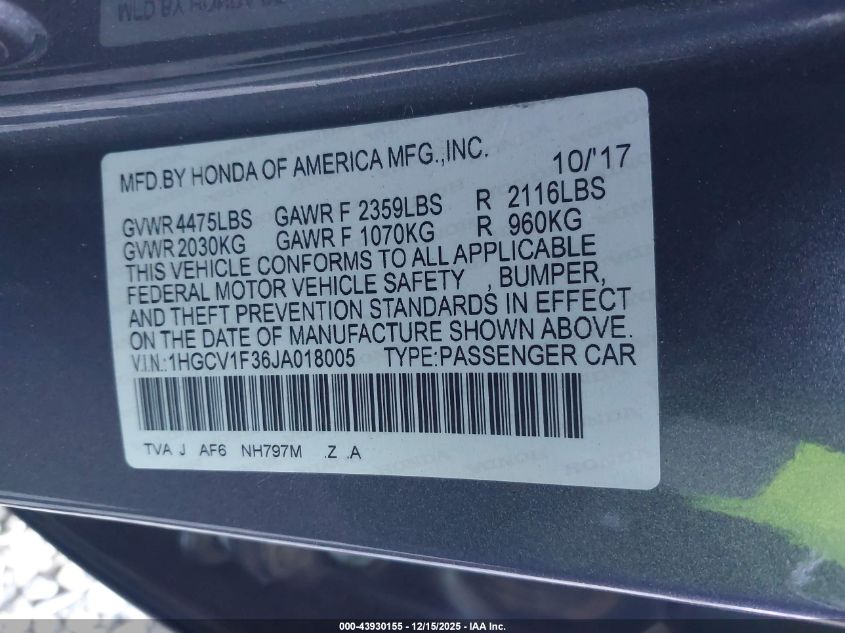 MFD.BY HONDA OF AMERICA MFG.,INC. 10/'17
GVWR 4475LBS GAWR F 2359LBS R 2116LBS
GVWR 2030KG GAWR F 1070KG R 960KG
THIS VEHICLE CONFORMS TO ALL APPLICABLE
FEDERAL MOTOR VEHICLE SAFETY , BUMPER,
AND THEFT PREVENTION STANDARDS IN EFFECT
ON THE DATE OF MANUFACTURE SHOWN ABOVE.
V.I.N.:1HGCV1F36JA018005 TYPE:PASSENGER CAR
TVA J AF6 NH797M .Z .A
000-43930155 - 12/15/2025 - IAA Inc.